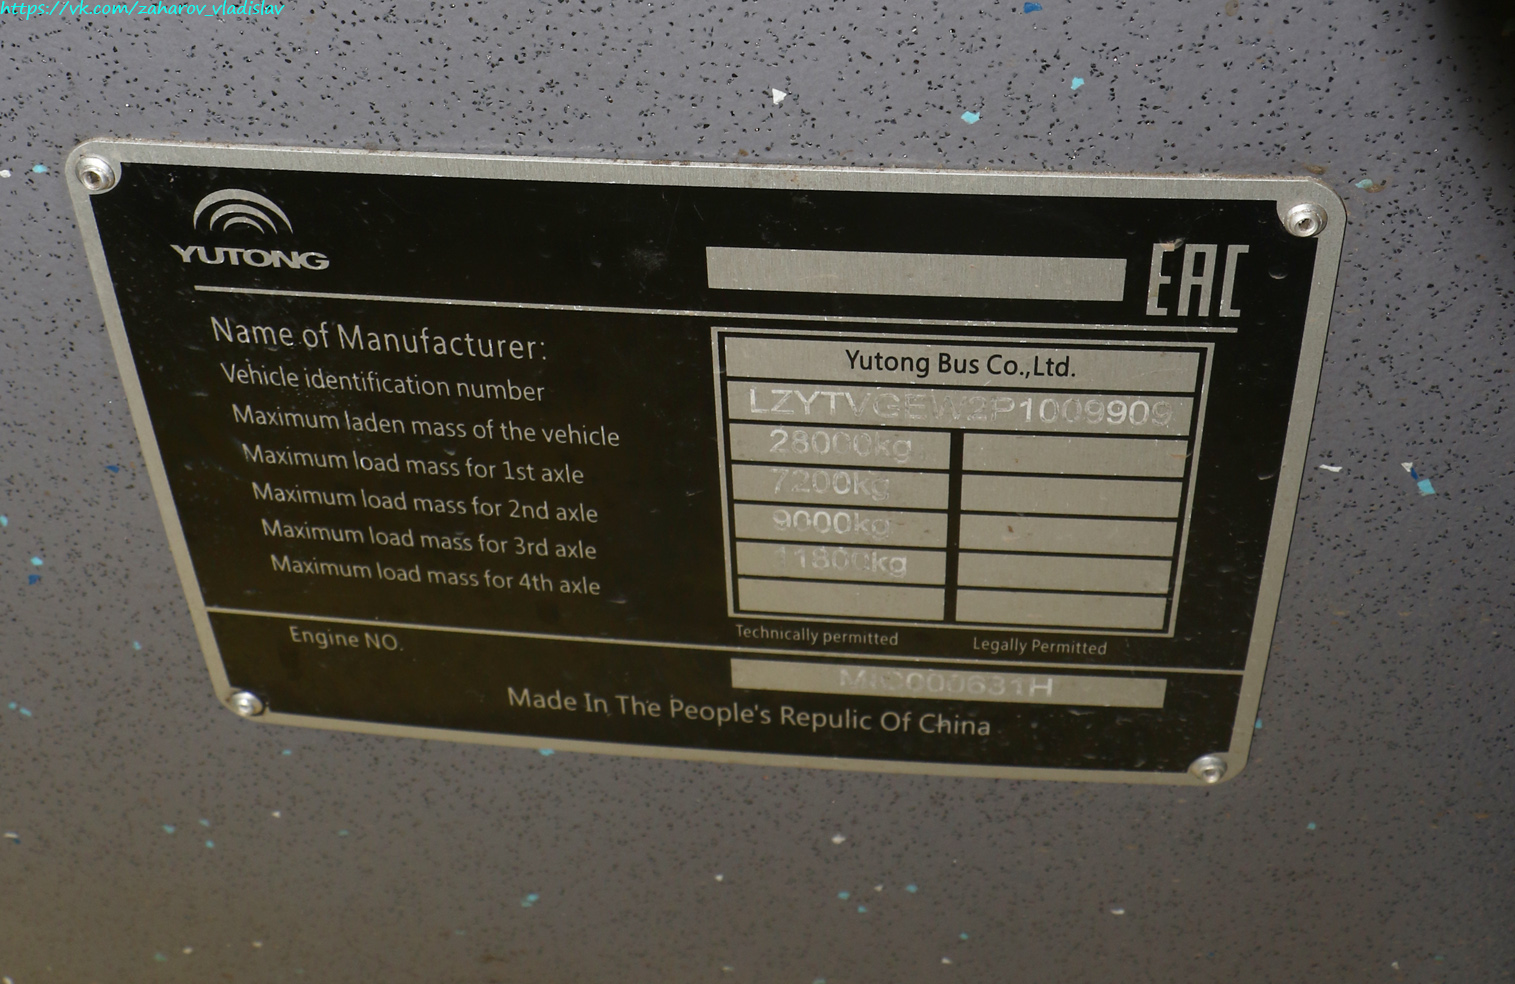 https://vk.com/zaharov_vladislav
YUTONG
EAC
Name of Manufacturer: Yutong Bus Co.,Ltd.
Vehicle identification number LZYTVGEW2P1009909
Maximum laden mass of the vehicle 28000kg
Maximum load mass for 1st axle 7200kg
Maximum load mass for 2nd axle 9000kg
Maximum load mass for 3rd axle 11800kg
Maximum load mass for 4th axle
Technically permitted Legally Permitted
Engine NO.
Made In The People's Repulic Of China